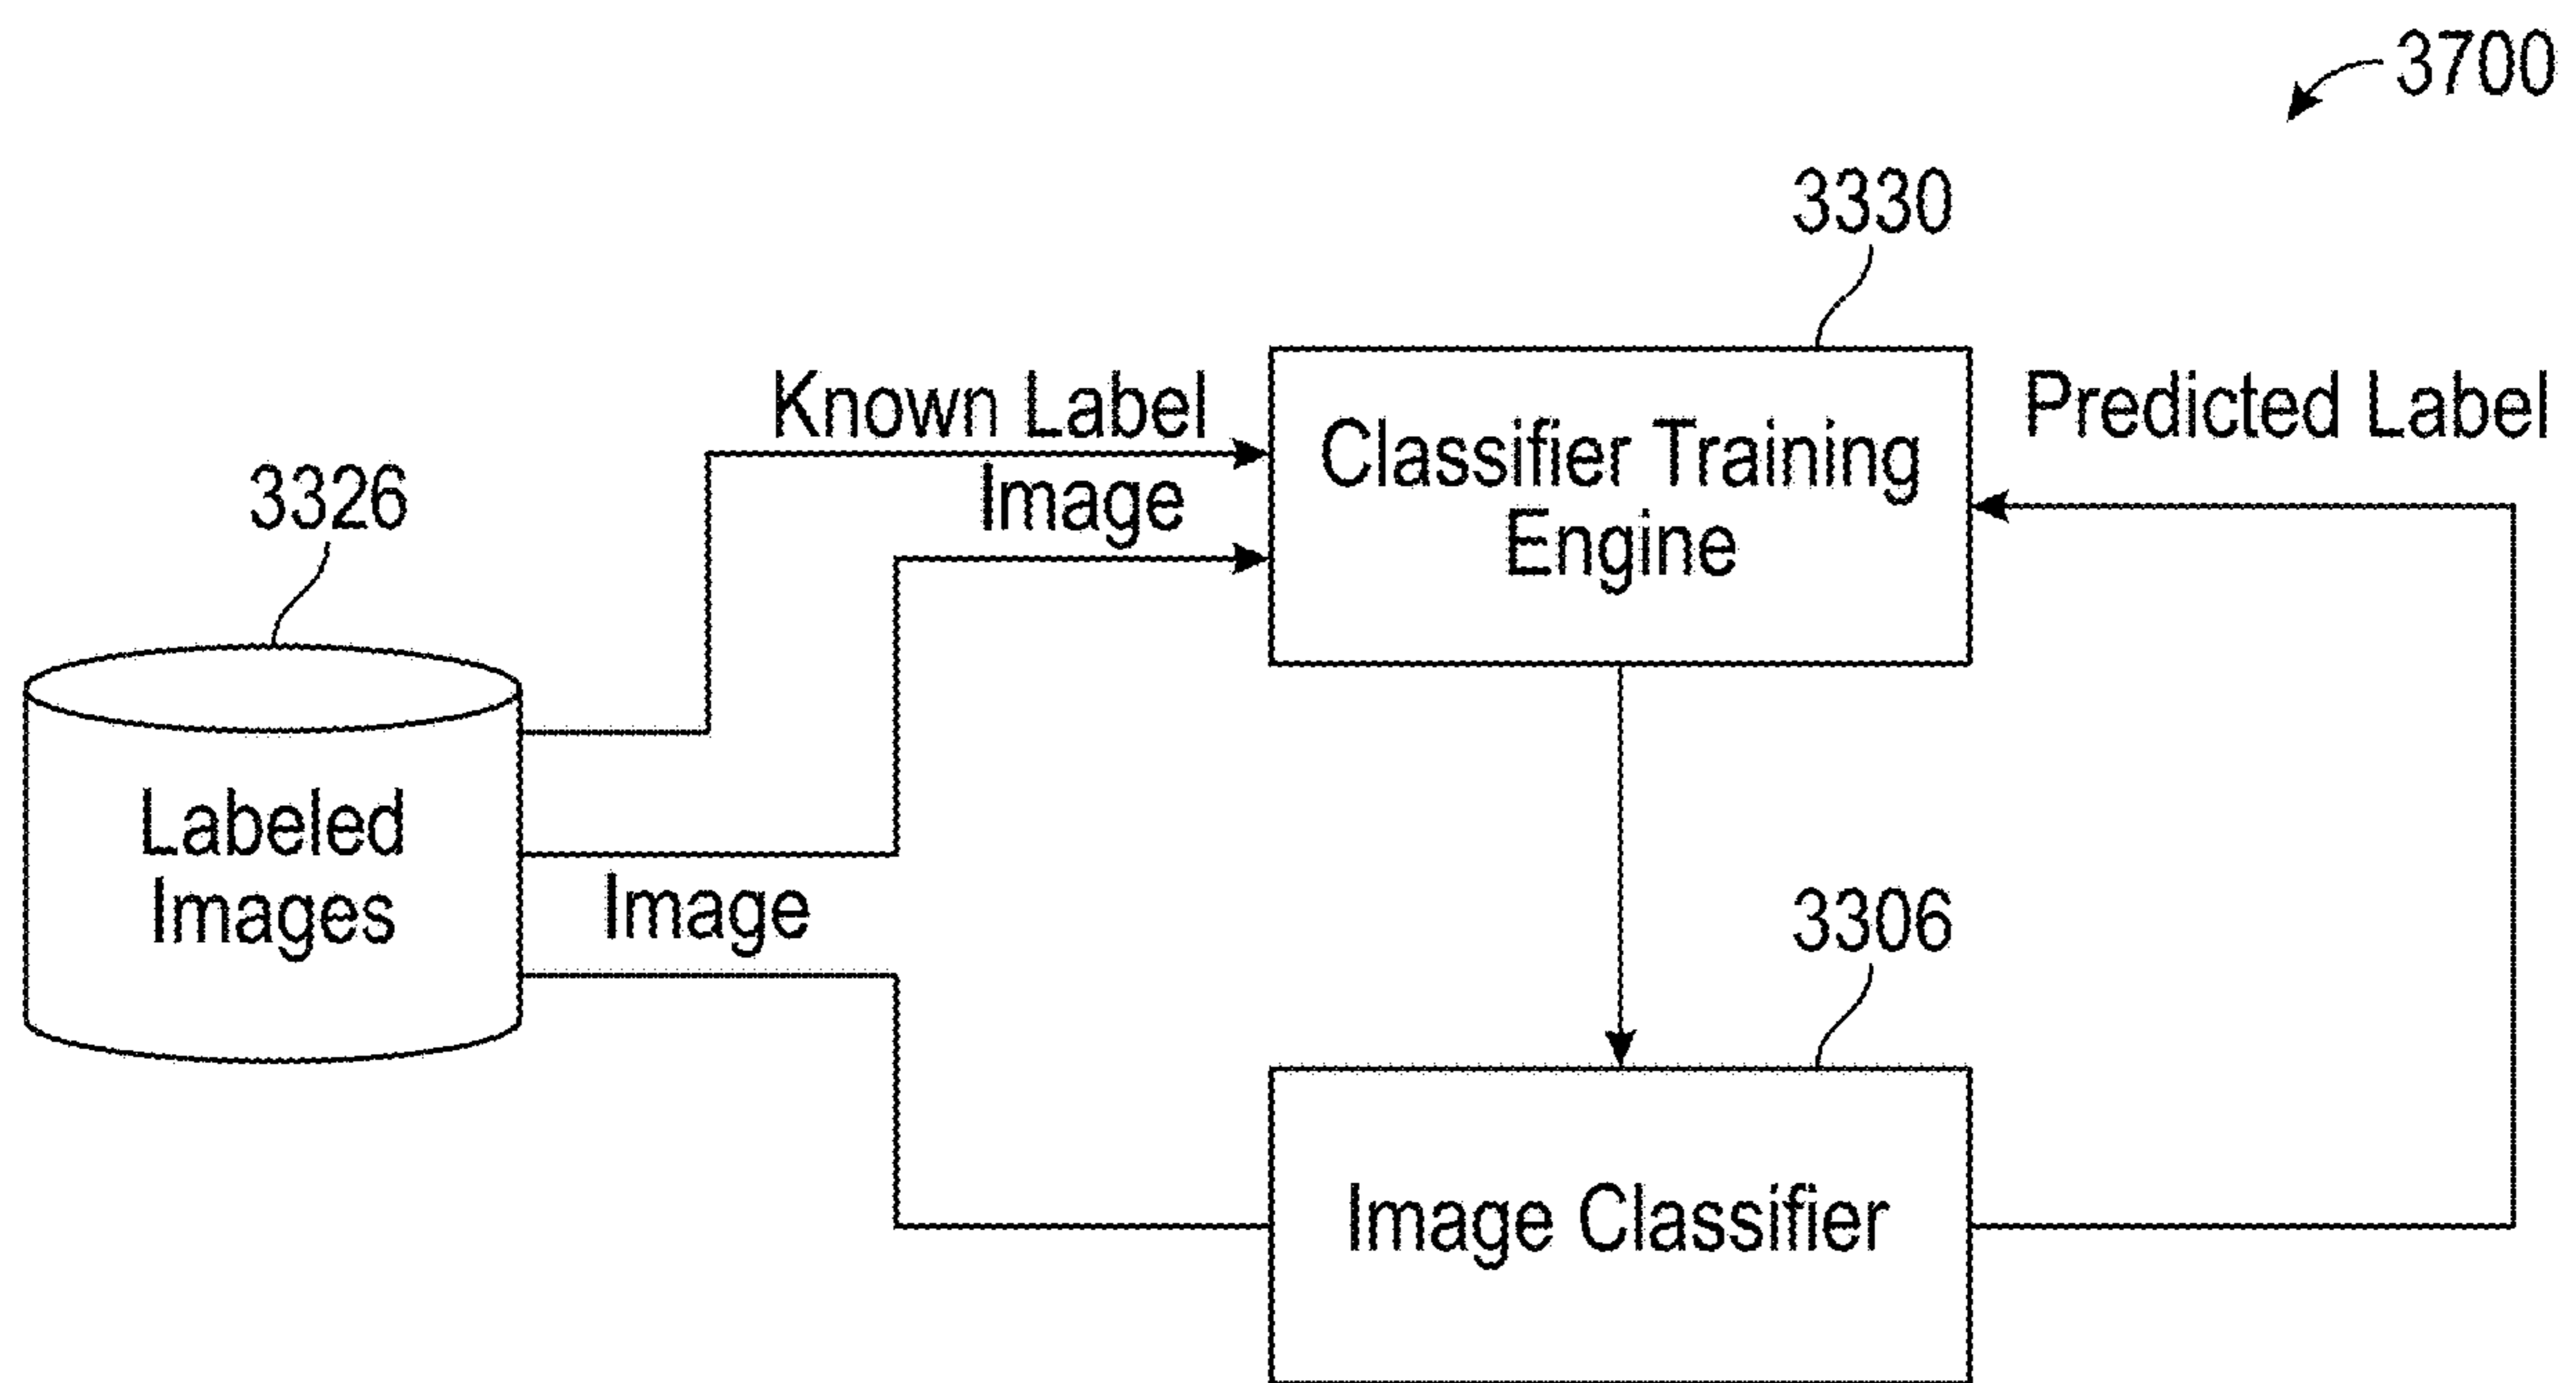 3700
3330
Known Label
Image
Classifier Training
Engine
Predicted Label
3326
Labeled
Images
Image
3306
Image Classifier